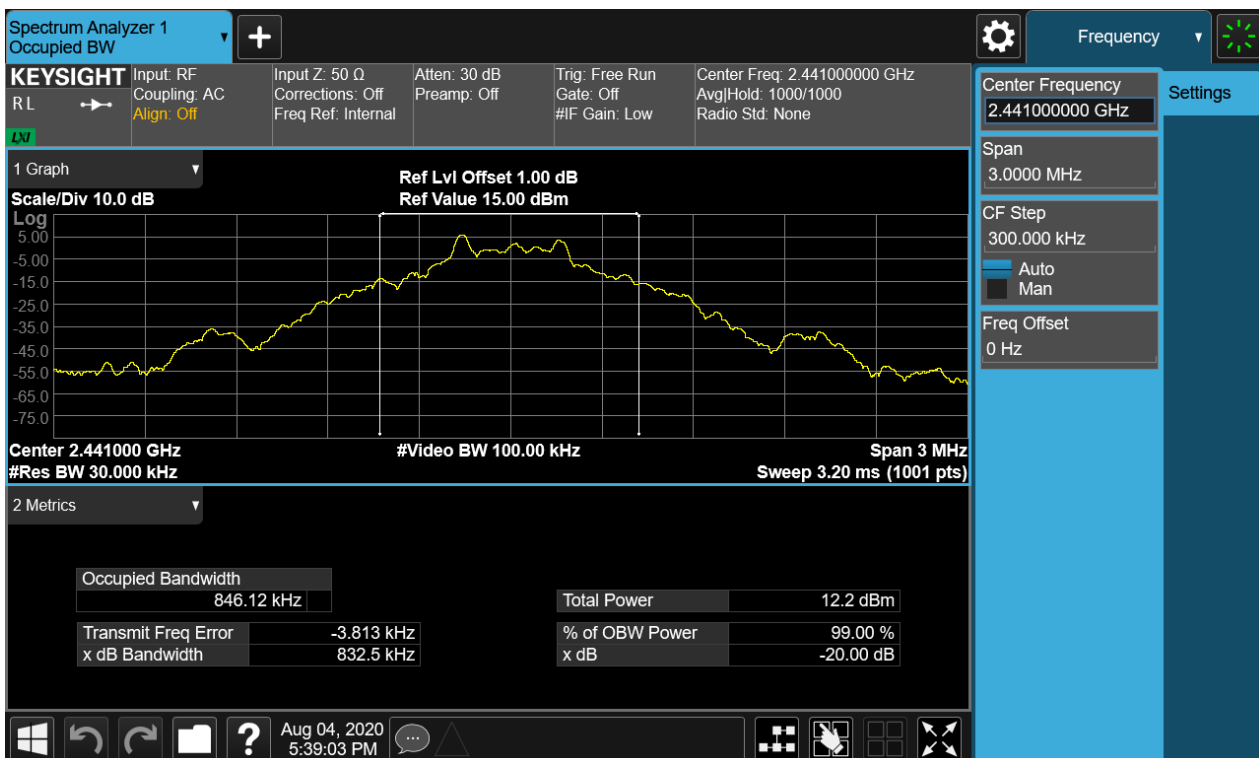 Spectrum Analyzer 1
Occupied BW
+
Frequency
KEYSIGHT
R L
LXI
Input: RF
Coupling: AC
Align: Off
Input Z: 50 Ω
Corrections: Off
Freq Ref: Internal
Atten: 30 dB
Preamp: Off
Trig: Free Run
Gate: Off
#IF Gain: Low
Center Freq: 2.441000000 GHz
Avg|Hold: 1000/1000
Radio Std: None
Center Frequency
2.441000000 GHz
Settings
Span
3.0000 MHz
CF Step
300.000 kHz
Auto
Man
Freq Offset
0 Hz
1 Graph
Scale/Div 10.0 dB
Ref Lvl Offset 1.00 dB
Ref Value 15.00 dBm
Log
5.00
-5.00
-15.0
-25.0
-35.0
-45.0
-55.0
-65.0
-75.0
Center 2.441000 GHz
#Video BW 100.00 kHz
Span 3 MHz
#Res BW 30.000 kHz
Sweep 3.20 ms (1001 pts)
2 Metrics
Occupied Bandwidth
846.12 kHz
Total Power 12.2 dBm
Transmit Freq Error -3.813 kHz
% of OBW Power 99.00 %
x dB Bandwidth 832.5 kHz
x dB -20.00 dB
?
Aug 04, 2020
5:39:03 PM